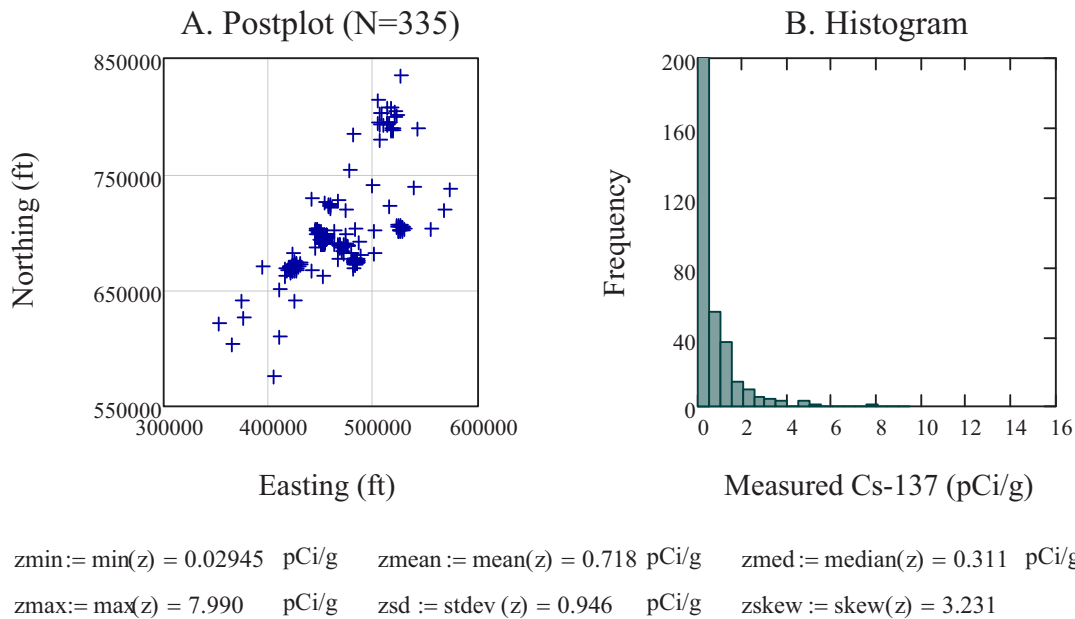 A. Postplot (N=335)
850000
750000
650000
550000
300000 400000 500000 600000
Northing (ft)
Easting (ft)
B. Histogram
200
160
120
80
40
0
0 2 4 6 8 10 12 14 16
Frequency
Measured Cs-137 (pCi/g)
zmin := min(z) = 0.02945 pCi/g zmean := mean(z) = 0.718 pCi/g zmed := median(z) = 0.311 pCi/g
zmax := max(z) = 7.990 pCi/g zsd := stdev (z) = 0.946 pCi/g zskew := skew(z) = 3.231